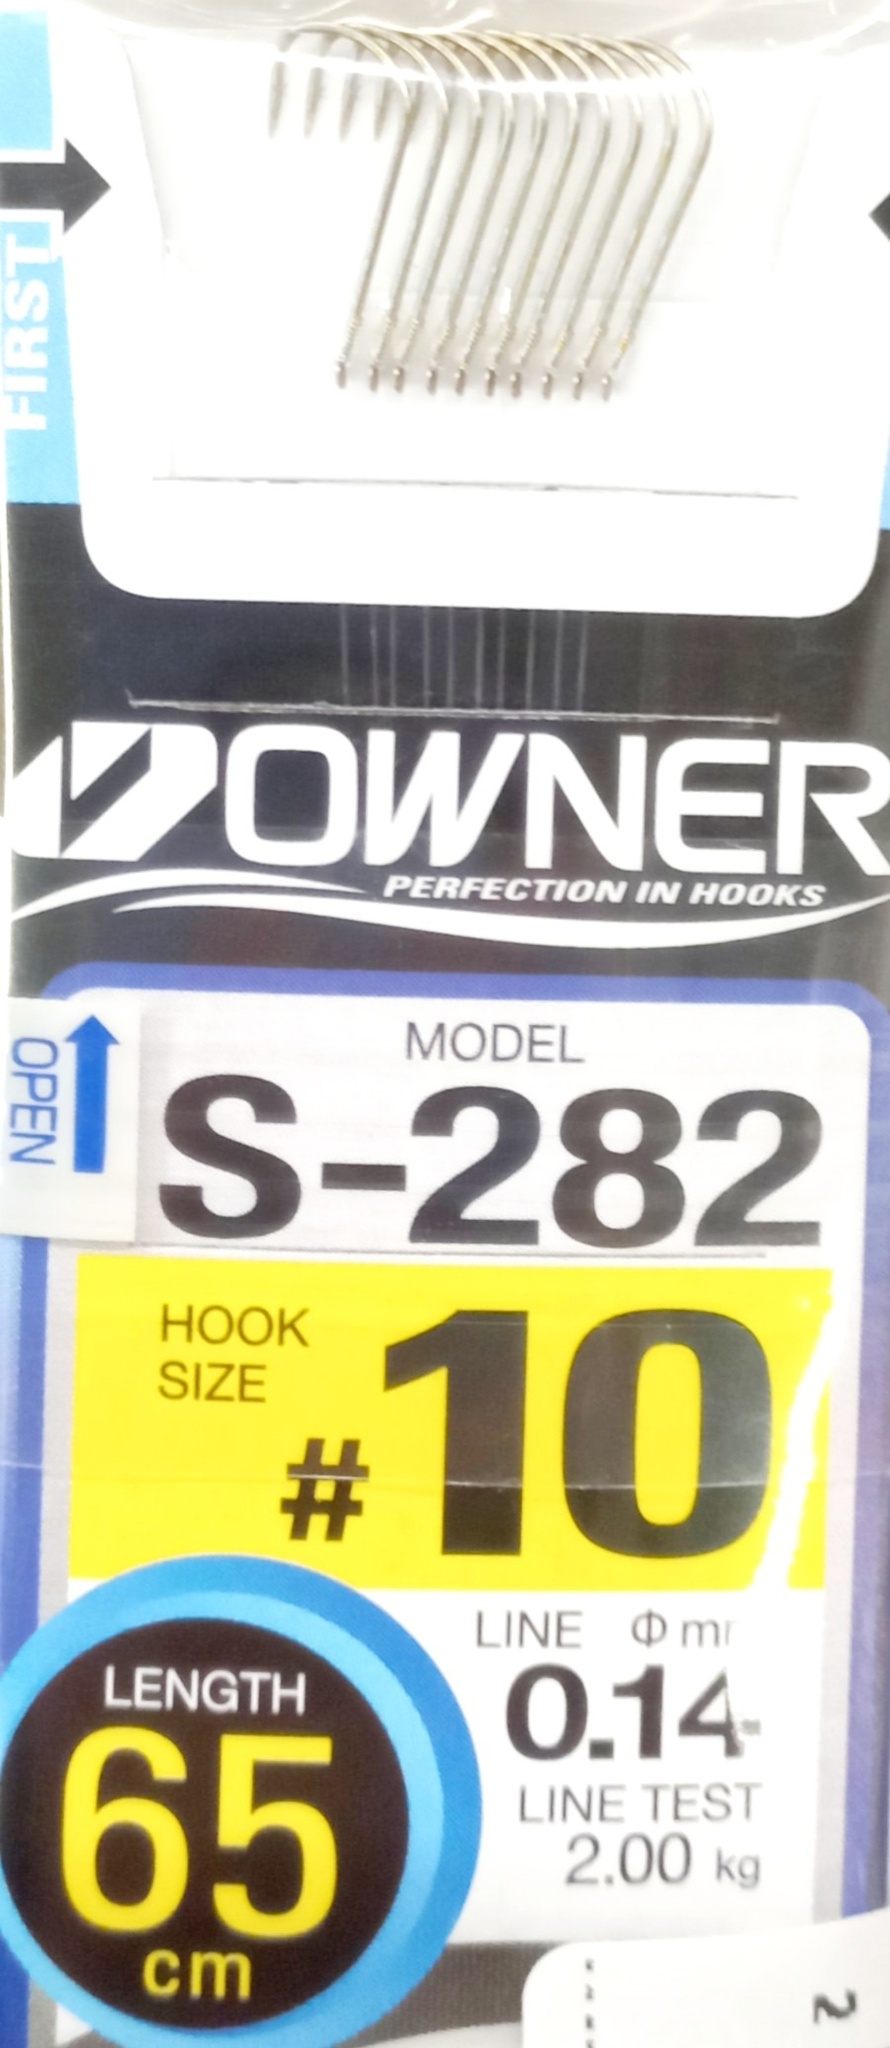 FIRST
OWNER
PERFECTION IN HOOKS
OPEN
MODEL
S-282
HOOK
SIZE
#10
LENGTH
65
cm
LINE Φ m
0.14
LINE TEST
2.00 kg
2